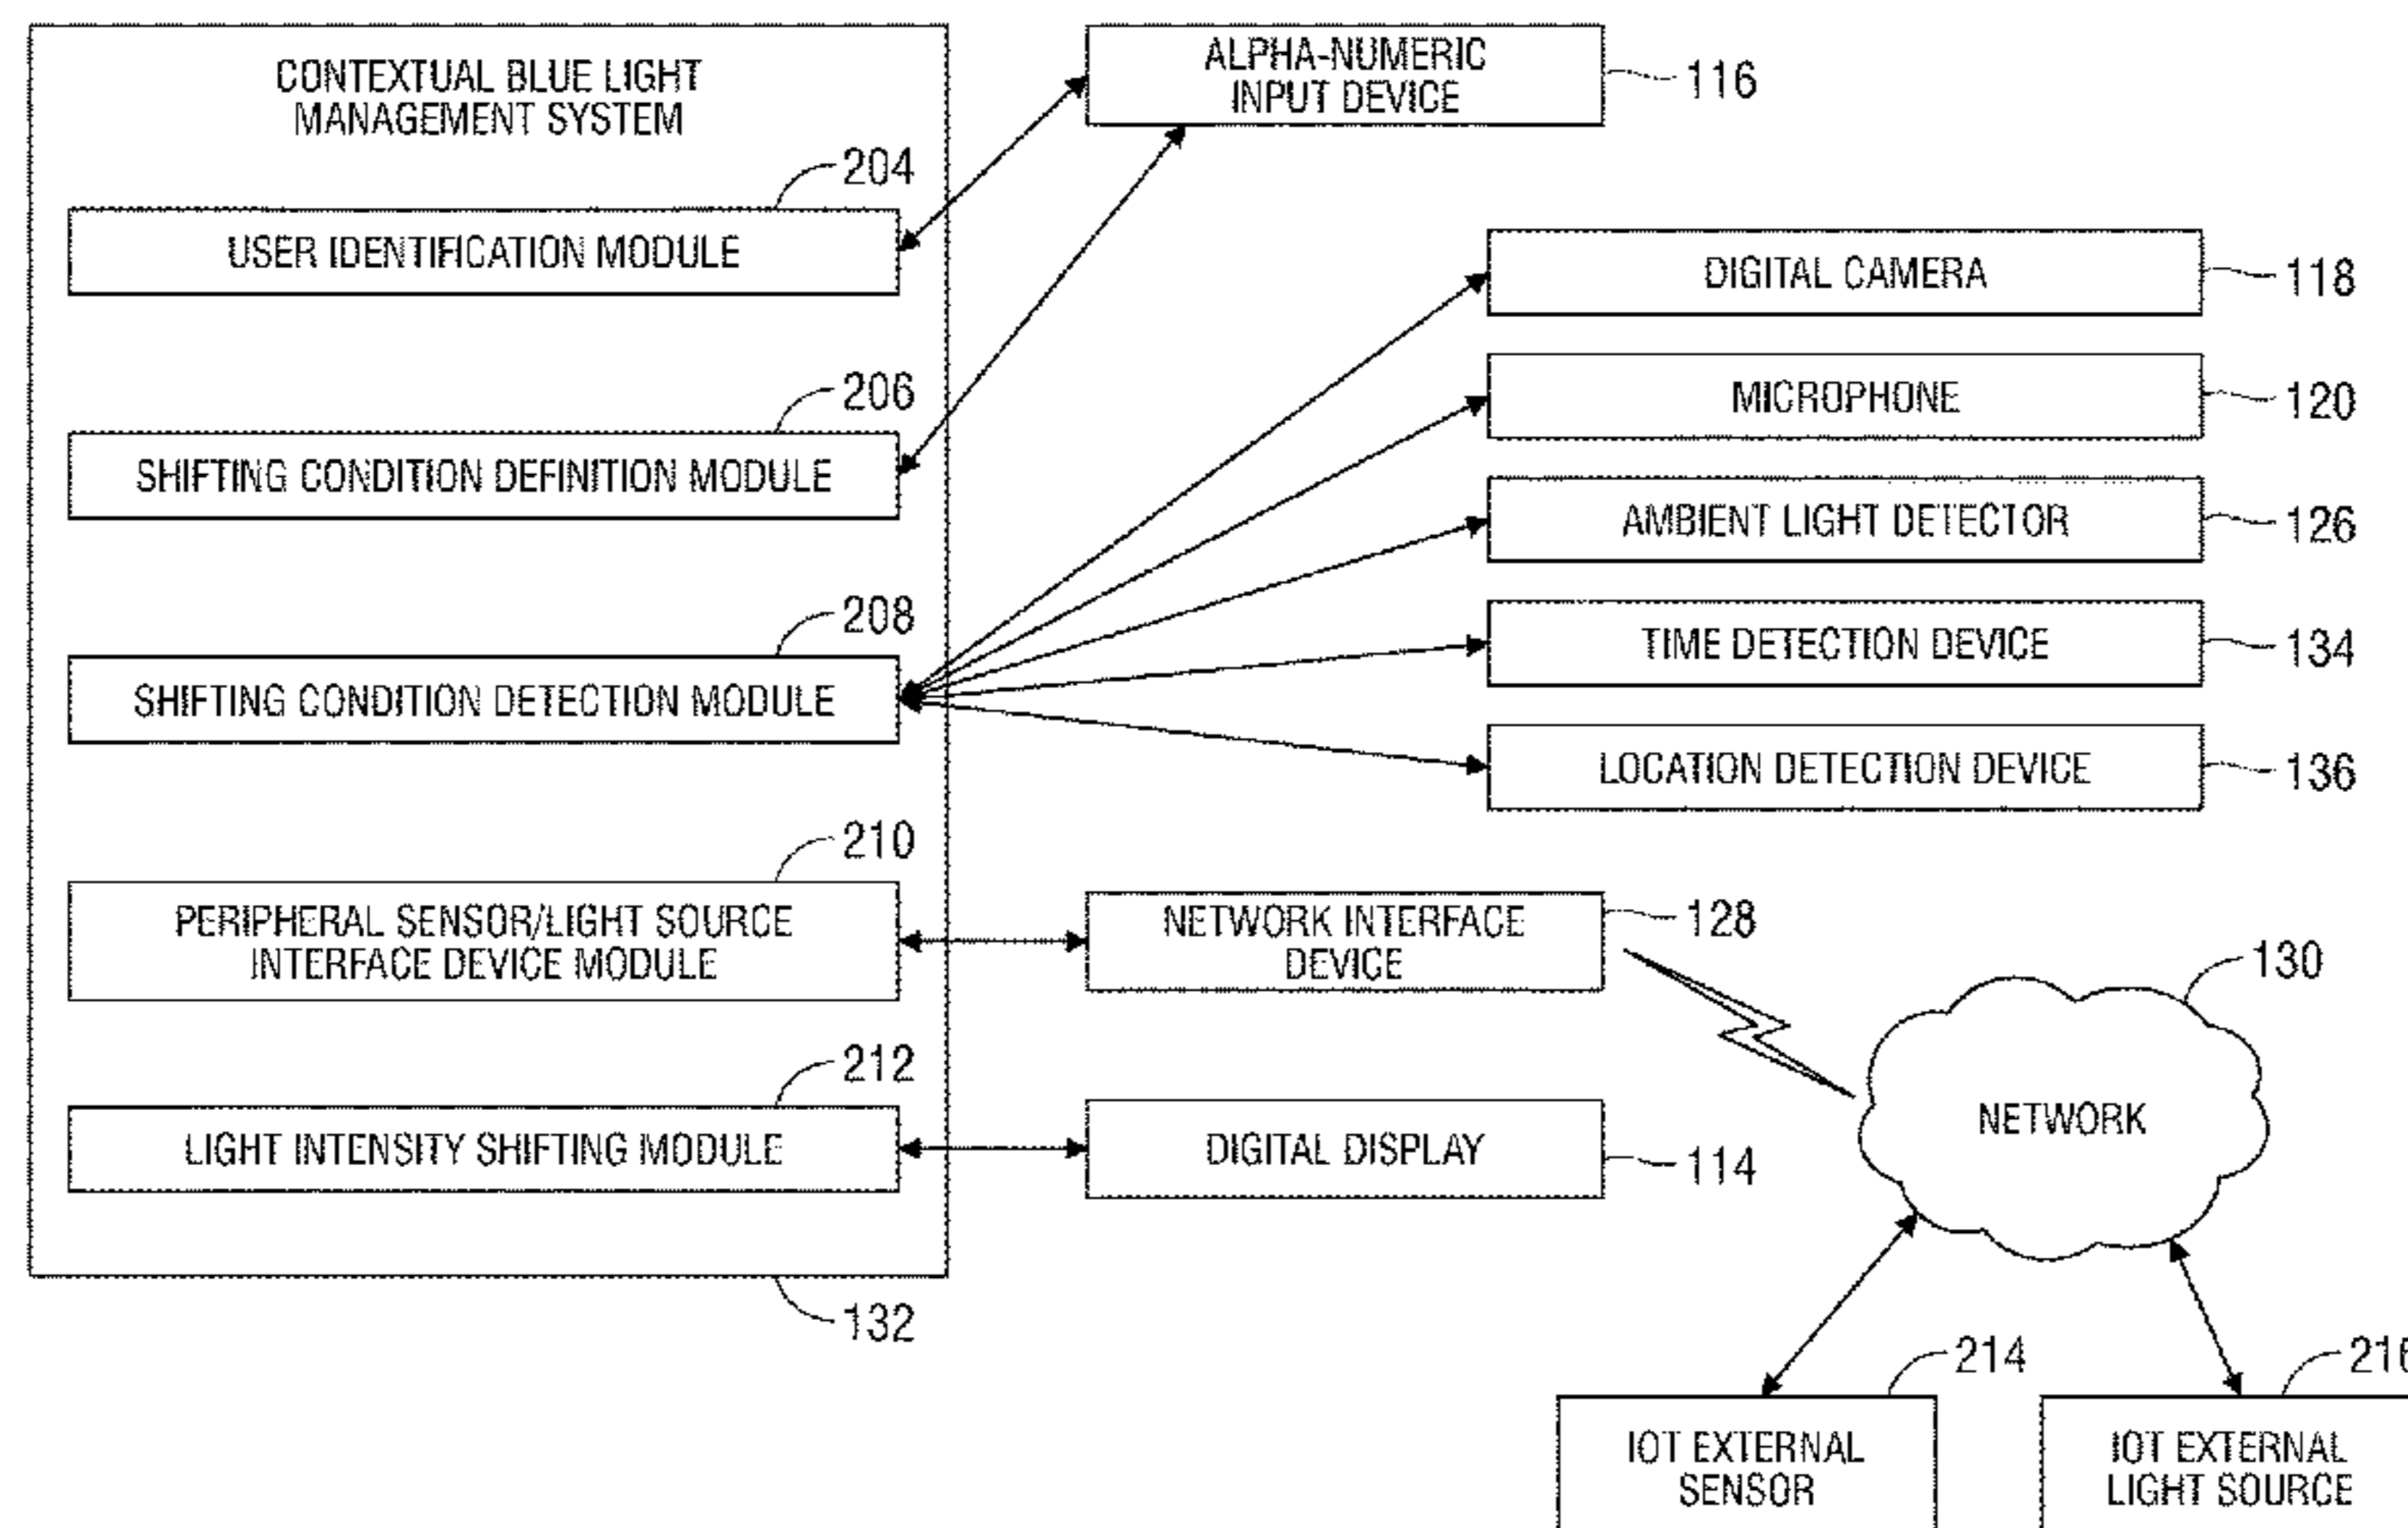 CONTEXTUAL BLUE LIGHT
MANAGEMENT SYSTEM
204
USER IDENTIFICATION MODULE
206
SHIFTING CONDITION DEFINITION MODULE
208
SHIFTING CONDITION DETECTION MODULE
210
PERIPHERAL SENSOR/LIGHT SOURCE
INTERFACE DEVICE MODULE
212
LIGHT INTENSITY SHIFTING MODULE
132
ALPHA-NUMERIC
INPUT DEVICE
116
DIGITAL CAMERA
118
MICROPHONE
120
AMBIENT LIGHT DETECTOR
126
TIME DETECTION DEVICE
134
LOCATION DETECTION DEVICE
136
NETWORK INTERFACE
DEVICE
128
DIGITAL DISPLAY
114
130
NETWORK
214
IOT EXTERNAL
SENSOR
216
IOT EXTERNAL
LIGHT SOURCE